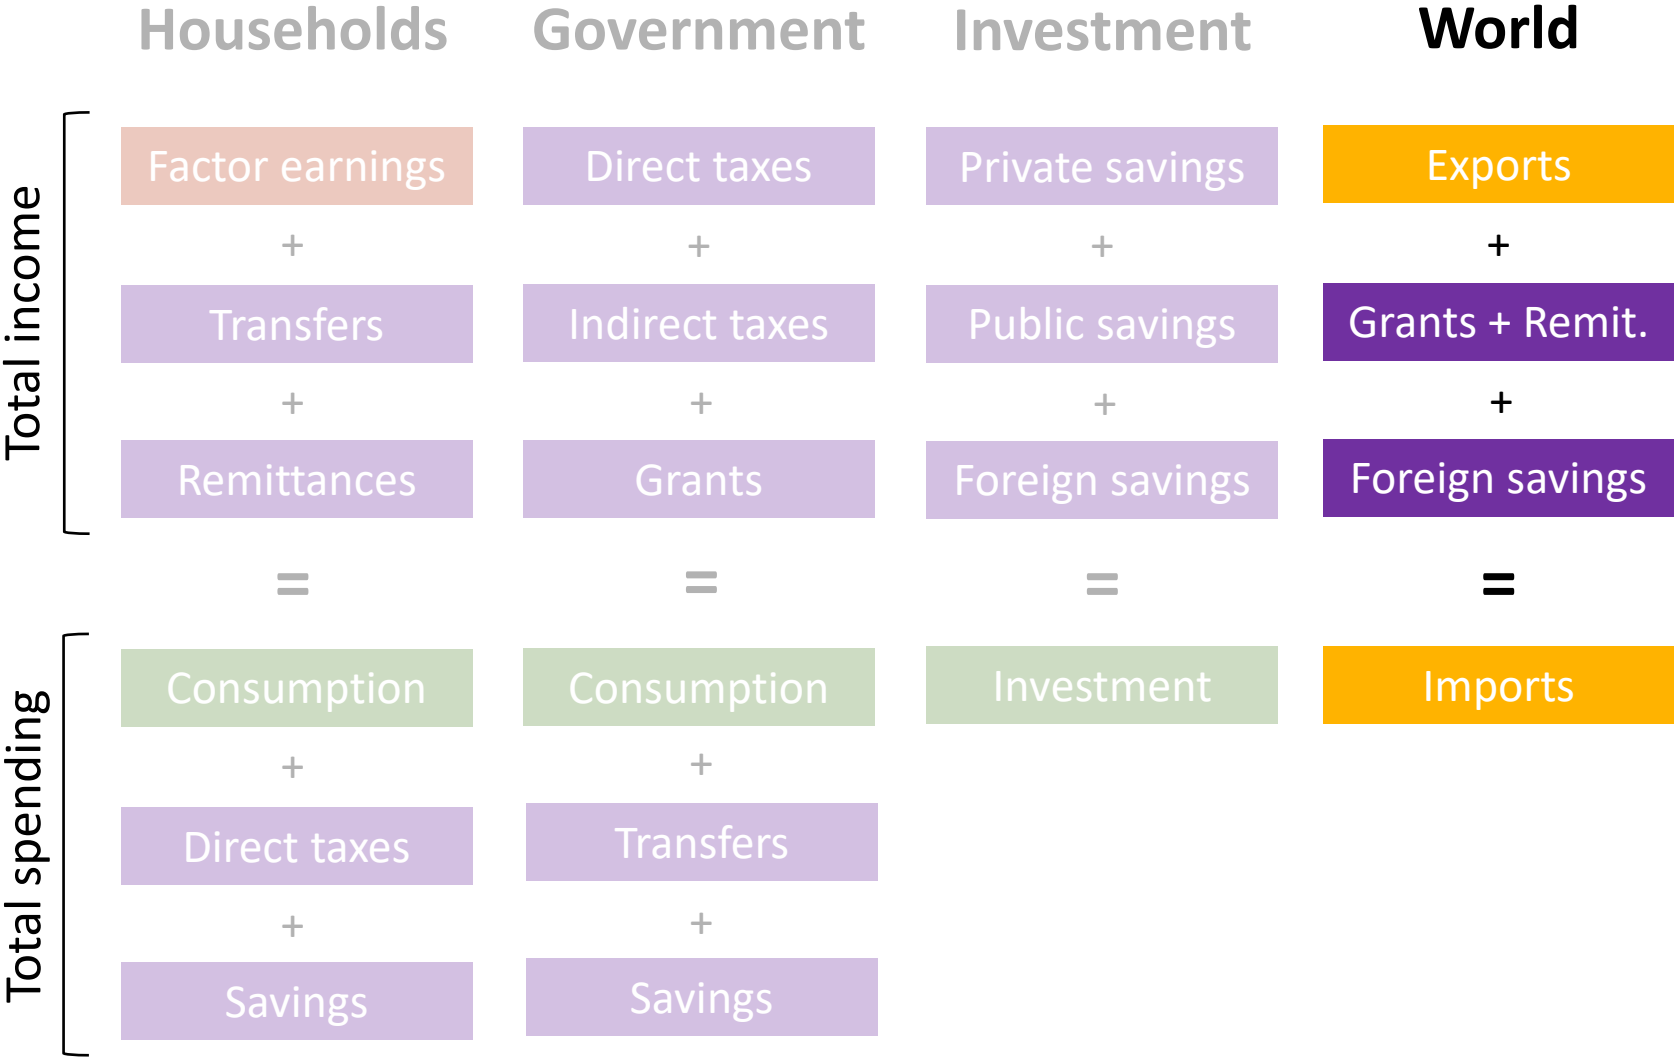 Households Government Investment World
Total income
Factor earnings Direct taxes Private savings Exports
+ + + +
Transfers Indirect taxes Public savings Grants + Remit.
+ + + +
Remittances Grants Foreign savings Foreign savings
= = = =
Total spending
Consumption Consumption Investment Imports
+ +
Direct taxes Transfers
+ +
Savings Savings